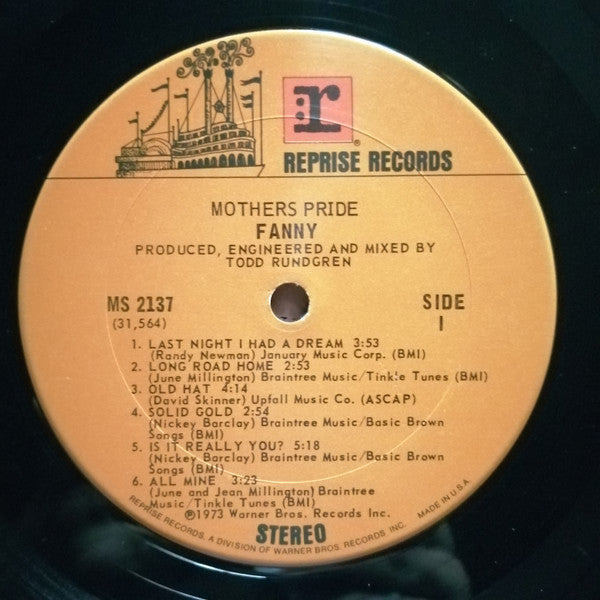 :r
®
REPRISE RECORDS
MOTHERS PRIDE
FANNY
PRODUCED, ENGINEERED AND MIXED BY
TODD RUNDGREN
MS 2137
(31,564)
SIDE
1
1. LAST NIGHT I HAD A DREAM 3:53
(Randy Newman) January Music Corp. (BMI)
2. LONG ROAD HOME 2:53
(June Millington) Braintree Music/Tinkle Tunes (BMI)
3. OLD HAT 4:14
(David Skinner) Upfall Music Co. (ASCAP)
4. SOLID GOLD 2:54
(Nickey Barclay) Braintree Music/Basic Brown
Songs (BMI)
5. IS IT REALLY YOU? 5:18
(Nickey Barclay) Braintree Music/Basic Brown
Songs (BMI)
6. ALL MINE 3:23
(June and Jean Millington) Braintree
Music/Tinkle Tunes (BMI)
℗1973 Warner Bros. Records Inc.
STEREO
REPRISE RECORDS, A DIVISION OF WARNER BROS. RECORDS INC. MADE IN U.S.A.